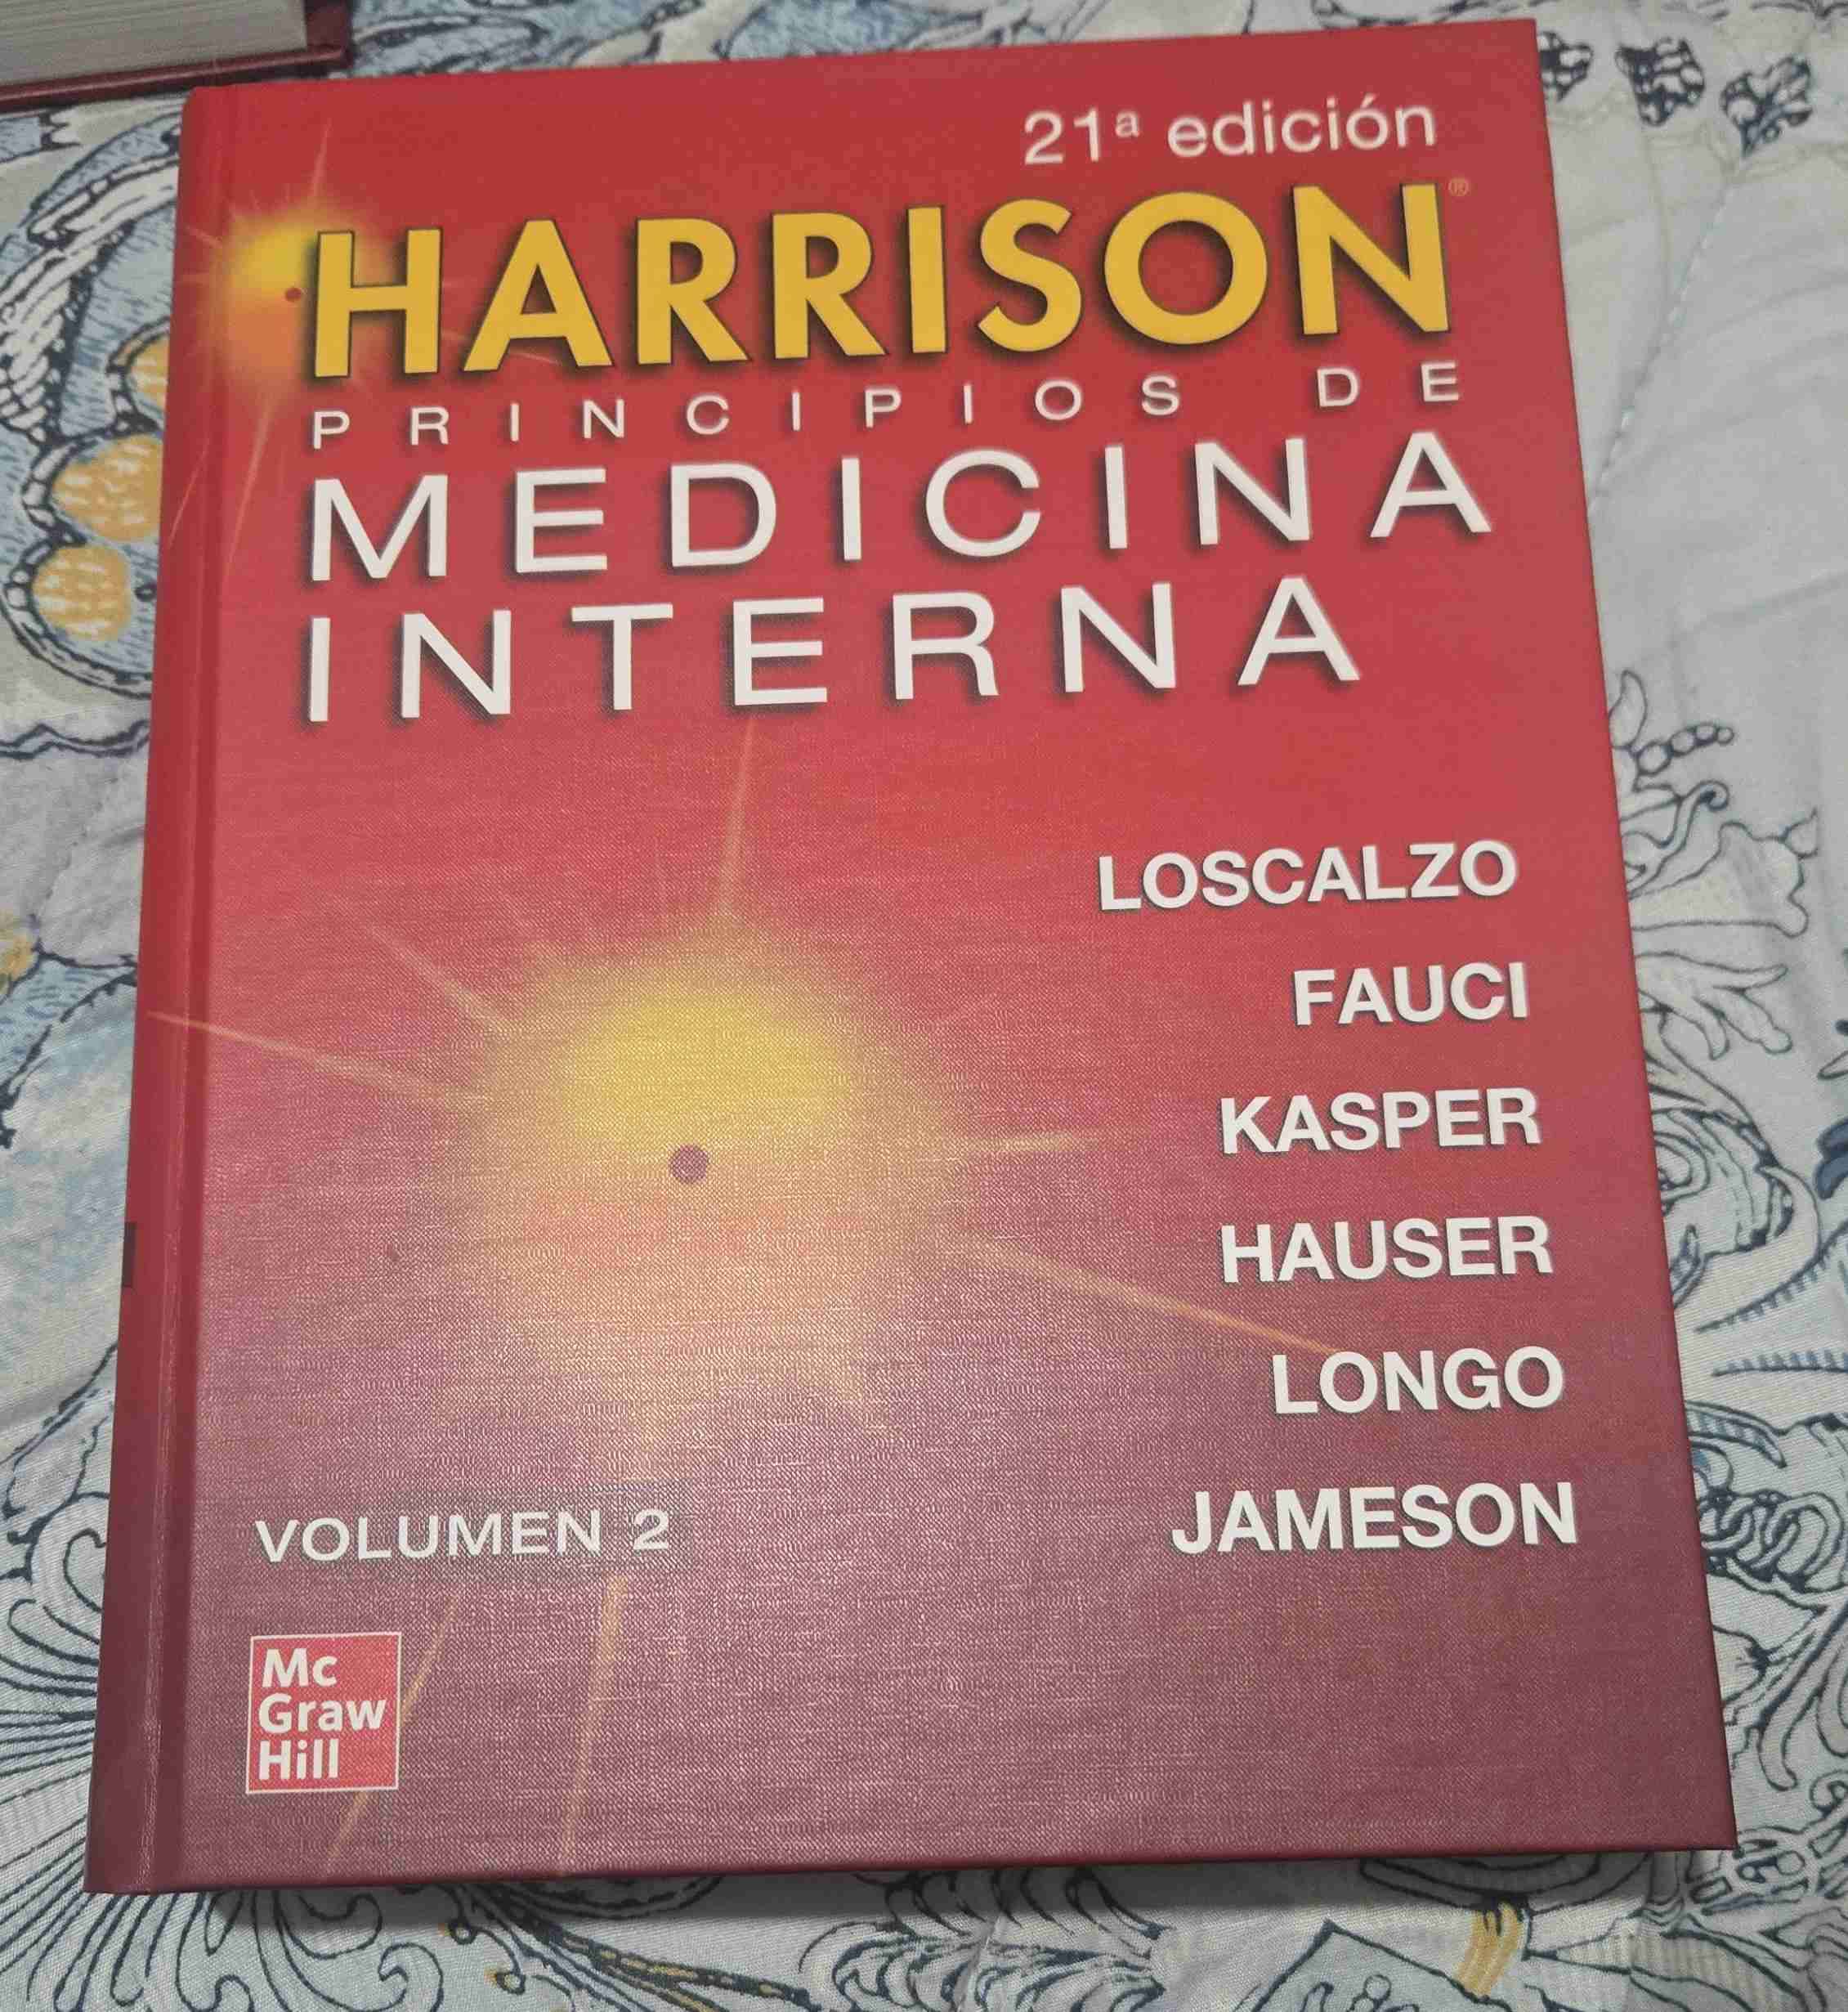 21ª edición
HARRISON®
PRINCIPIOS DE
MEDICINA
INTERNA
LOSCALZO
FAUCI
KASPER
HAUSER
LONGO
JAMESON
VOLUMEN 2
Mc
Graw
Hill